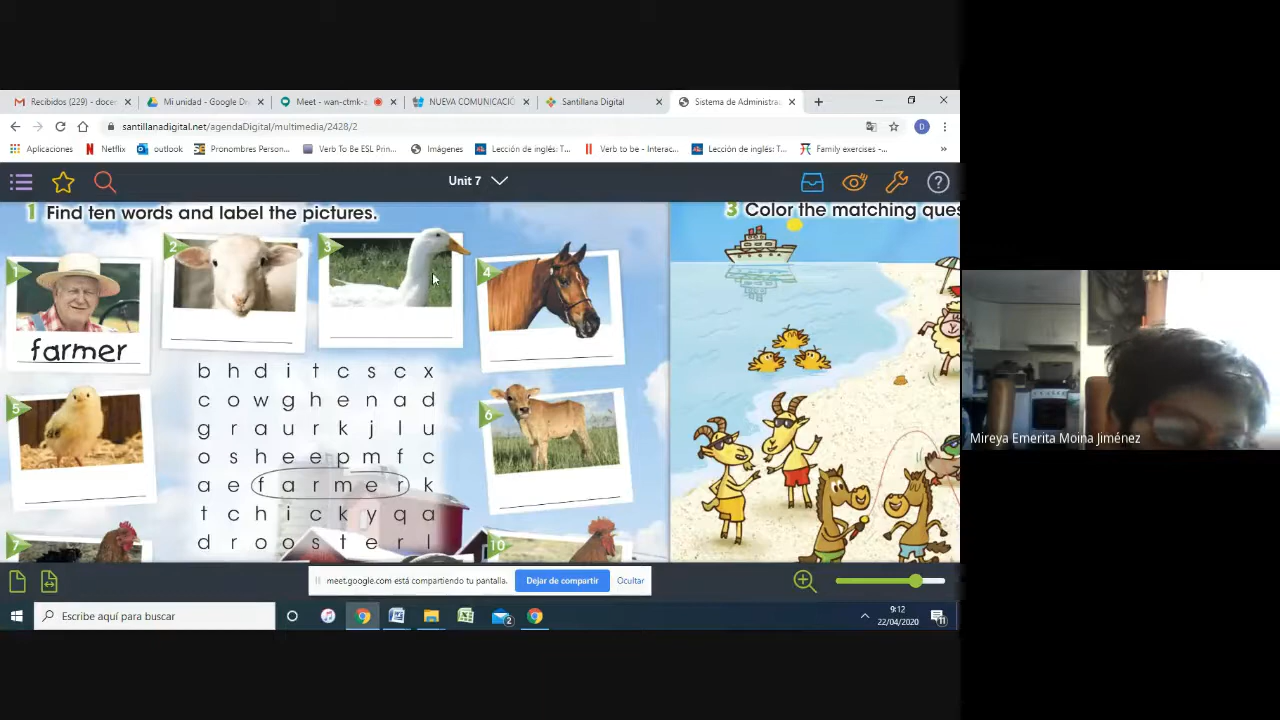 Recibidos (229) - doce
Mi unidad - Google Dr
Meet - wan-ctmk-z
NUEVA COMUNICACIÓ
Santillana Digital
Sistema de Administra
santillanadigital.net/agendaDigital/multimedia/2428/2
D
Aplicaciones
Netflix
outlook
Pronombres Person...
Verb To Be ESL Prin...
Imágenes
Lección de inglés: T...
Verb to be - Interac...
Lección de inglés: T...
Family exercises -...
»
Unit 7
1 Find ten words and label the pictures.
3 Color the matching ques
1
2
3
4
farmer
5
6
7
10
b h d i t c s c x
c o w g h e n a d
g r a u r k j l u
o s h e e p m f c
a e f a r m e r k
t c h i c k y q a
d r o o s t e r l
Mireya Emerita Moina Jiménez
meet.google.com está compartiendo tu pantalla.
Dejar de compartir
Ocultar
Escribe aquí para buscar
2
9:12
22/04/2020
11